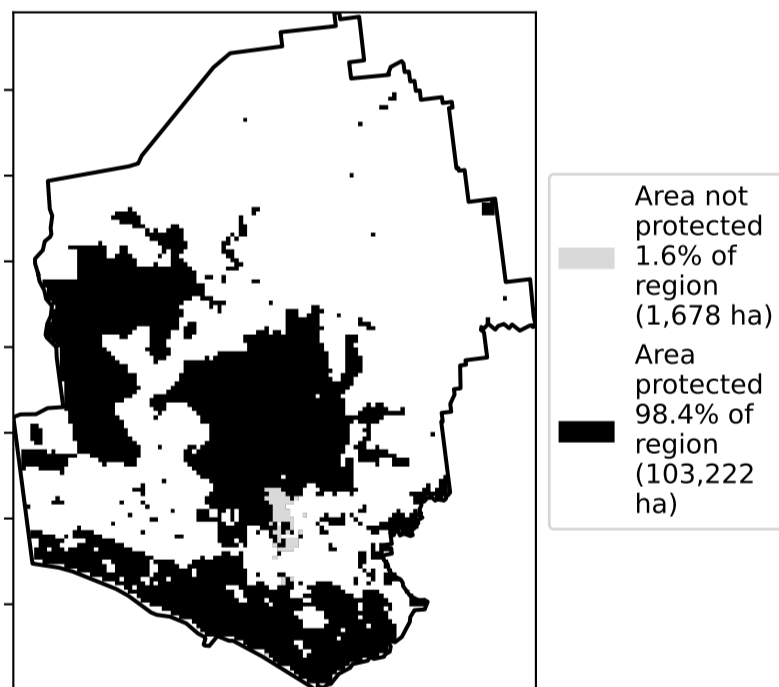 Area not
protected
1.6% of
region
(1,678 ha)
Area
protected
98.4% of
region
(103,222
ha)